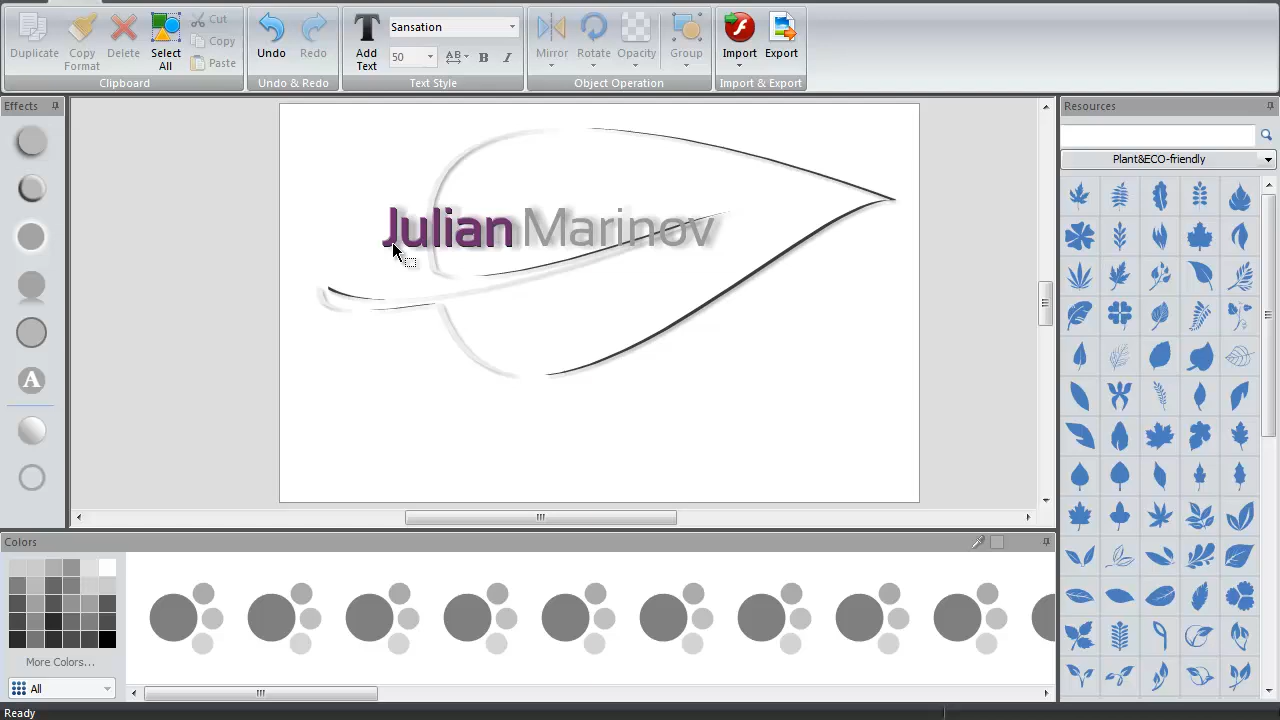 Duplicate
Copy
Format
Delete
Select
All
Cut
Copy
Paste
Clipboard
Undo
Redo
Undo & Redo
Add
Text
Sansation
50
AB
B
I
Text Style
Mirror
Rotate
Opacity
Group
Object Operation
Import
Export
Import & Export
Effects
A
Julian Marinov
Resources
Plant&ECO-friendly
Colors
More Colors...
All
Ready